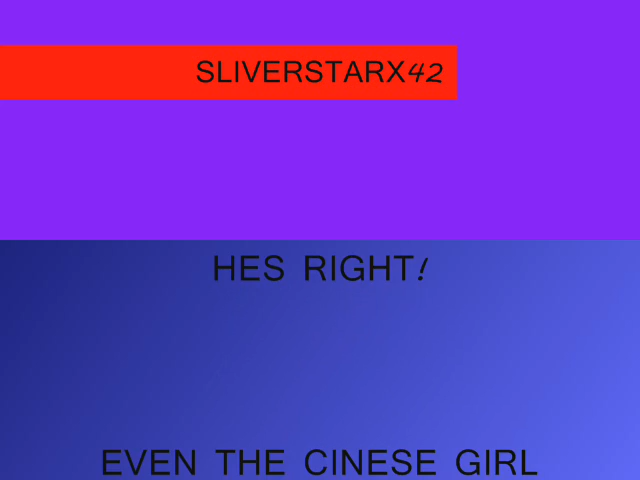 SLIVERSTARX42
HES RIGHT!
EVEN THE CINESE GIRL